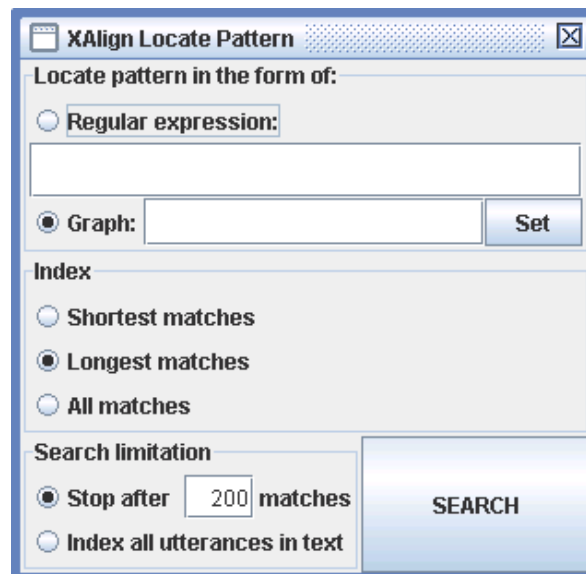 XAlign Locate Pattern
Locate pattern in the form of:
Regular expression:
Graph: Set
Index
Shortest matches
Longest matches
All matches
Search limitation
Stop after 200 matches
SEARCH
Index all utterances in text